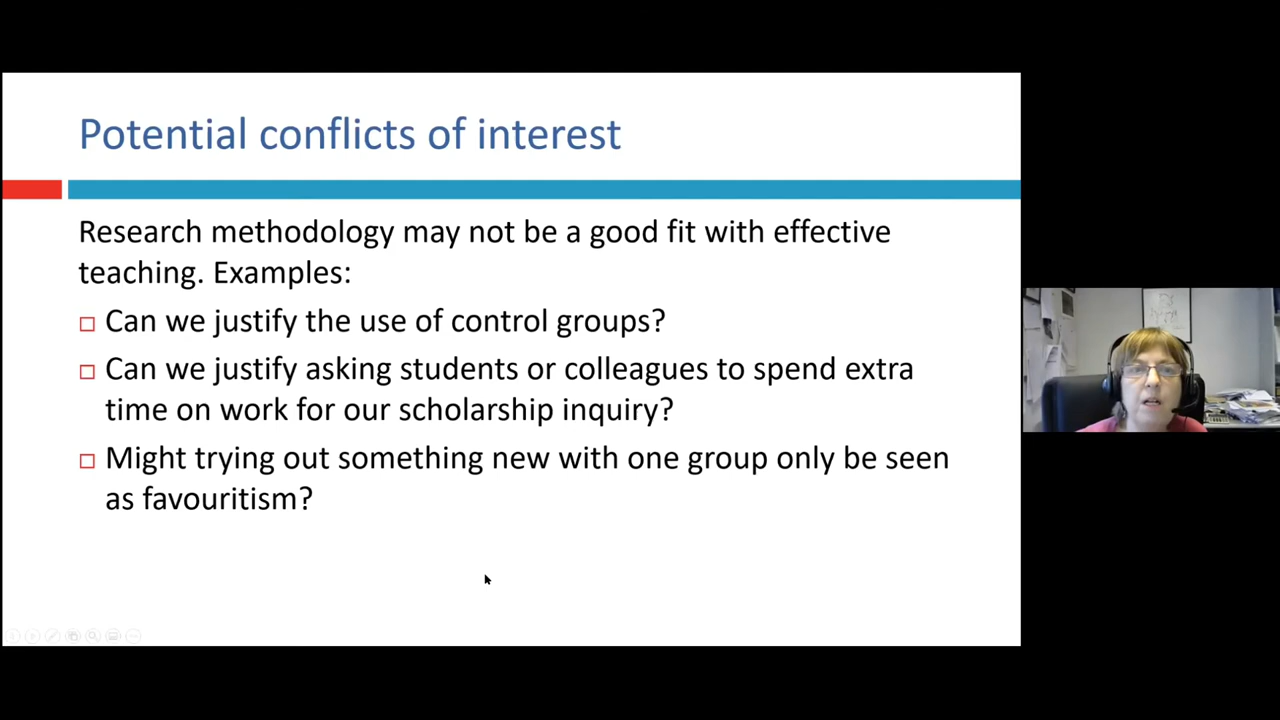 Potential conflicts of interest
Research methodology may not be a good fit with effective
teaching. Examples:
Can we justify the use of control groups?
Can we justify asking students or colleagues to spend extra
time on work for our scholarship inquiry?
Might trying out something new with one group only be seen
as favouritism?